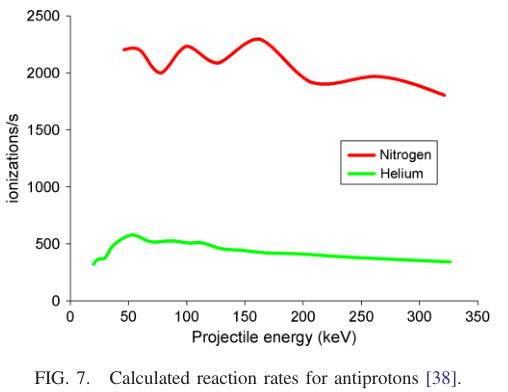 2500
2000
1500
1000
500
0
ionizations/s
Nitrogen
Helium
0 50 100 150 200 250 300 350
Projectile energy (keV)
FIG. 7. Calculated reaction rates for antiprotons [38].